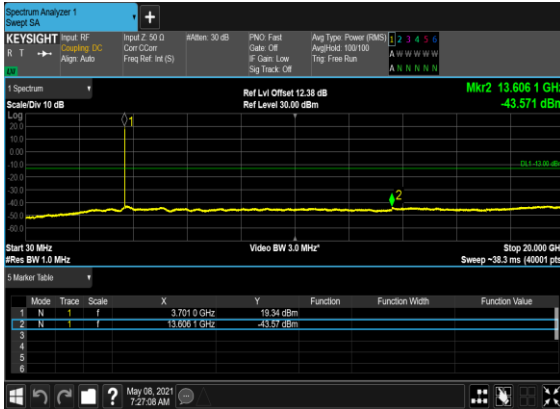 Spectrum Analyzer 1
Swept SA
+
KEYSIGHT Input: RF Input Z: 50 Ω #Atten: 30 dB PNO: Fast Avg Type: Power (RMS) 1 2 3 4 5 6
R T Coupling: DC Corr CCorr Gate: Off Avg|Hold: 100/100 A W W W W W
Align: Auto Freq Ref: Int (S) IF Gain: Low Trig: Free Run
Sig Track: Off A N N N N N
1 Spectrum Ref Lvl Offset 12.38 dB Mkr2 13.606 1 GHz
Scale/Div 10 dB Ref Level 30.00 dBm -43.571 dBm
Log
20.0
10.0
0.00
-10.0
-20.0
-30.0
-40.0
-50.0
-60.0
1
DL1 -13.00 dBm
2
Start 30 MHz Video BW 3.0 MHz* Stop 20.000 GHz
#Res BW 1.0 MHz Sweep ~38.3 ms (40001 pts)
5 Marker Table
Mode Trace Scale X Y Function Function Width Function Value
1 N 1 f 3.701 0 GHz 19.34 dBm
2 N 1 f 13.606 1 GHz -43.57 dBm
3
4
5
6
? May 08, 2021
7:27:08 AM